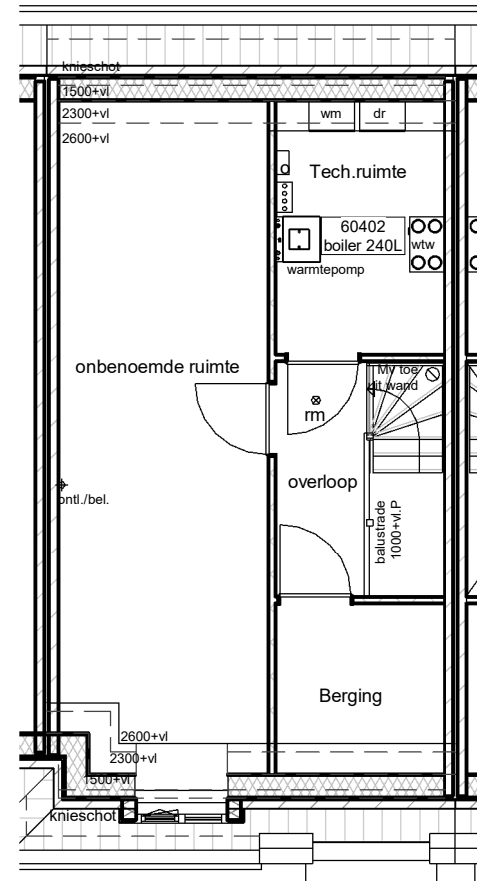 knieschot
1500+vl
2300+vl
2600+vl
wm
dr
Tech.ruimte
60402
boiler 240L
wtw
warmtepomp
onbenoemde ruimte
My toe
uit wand
rm
overloop
ontl./bel.
balustrade
1000+vl.P
Berging
2600+vl
2300+vl
1500+vl
knieschot